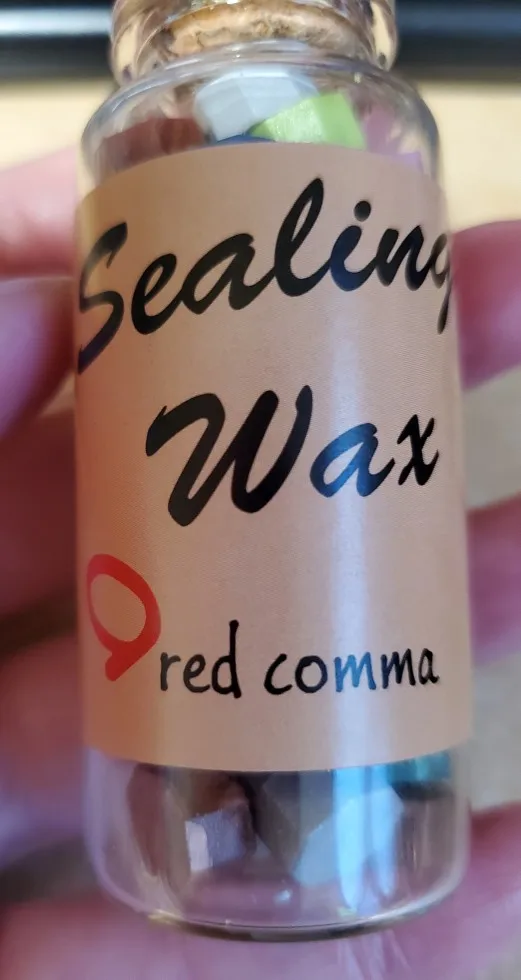 Sealing
Wax
red comma